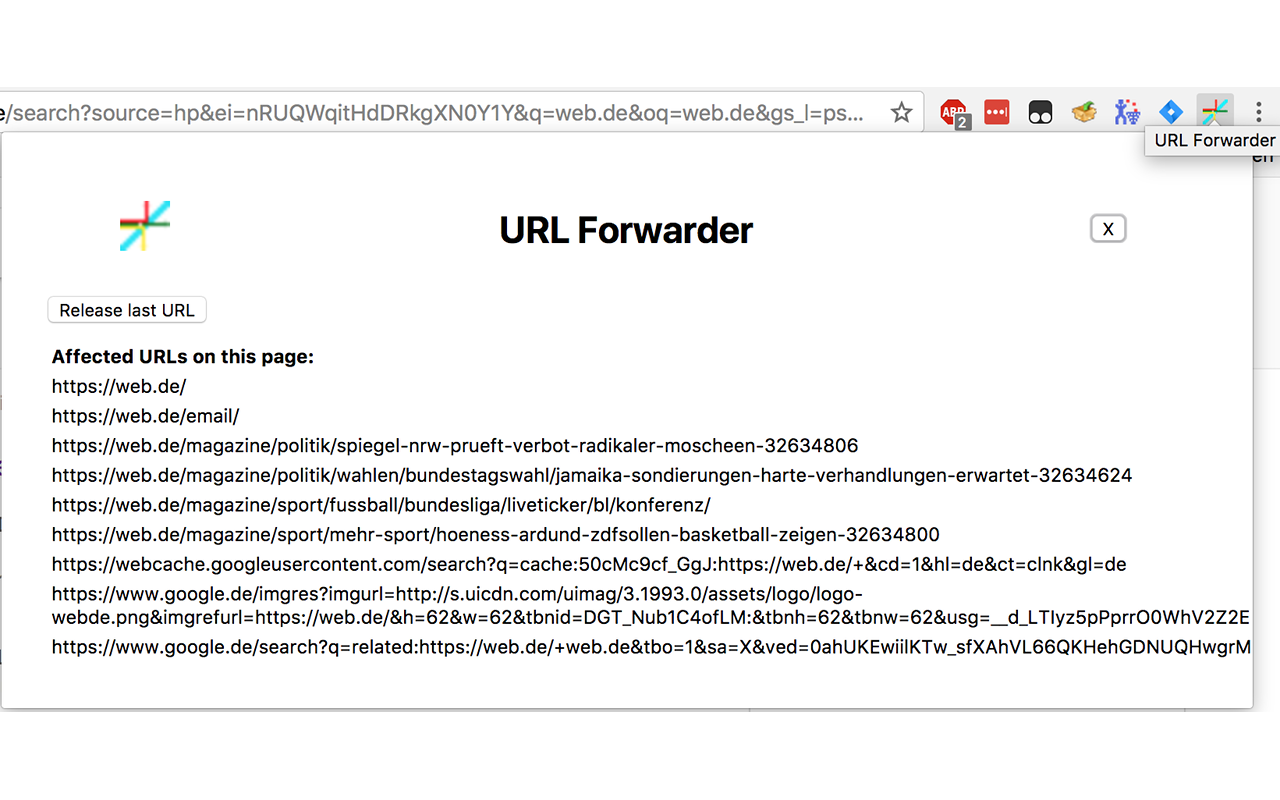 e/search?source=hp&ei=nRUQWqitHdDRkgXN0Y1Y&q=web.de&oq=web.de&gs_l=ps...
ABP
2
URL Forwarder
en
URL Forwarder
X
Release last URL
Affected URLs on this page:
https://web.de/
https://web.de/email/
https://web.de/magazine/politik/spiegel-nrw-prueft-verbot-radikaler-moscheen-32634806
https://web.de/magazine/politik/wahlen/bundestagswahl/jamaika-sondierungen-harte-verhandlungen-erwartet-32634624
https://web.de/magazine/sport/fussball/bundesliga/liveticker/bl/konferenz/
https://web.de/magazine/sport/mehr-sport/hoeness-ardund-zdfsollen-basketball-zeigen-32634800
https://webcache.googleusercontent.com/search?q=cache:50cMc9cf_GgJ:https://web.de/+&cd=1&hl=de&ct=clnk&gl=de
https://www.google.de/imgres?imgurl=http://s.uicdn.com/uimag/3.1993.0/assets/logo/logo-
webde.png&imgrefurl=https://web.de/&h=62&w=62&tbnid=DGT_Nub1C4ofLM:&tbnh=62&tbnw=62&usg=__d_LTIyz5pPprrO0WhV2Z2E
https://www.google.de/search?q=related:https://web.de/+web.de&tbo=1&sa=X&ved=0ahUKEwiilKTw_sfXAhVL66QKHehGDNUQHwgrM